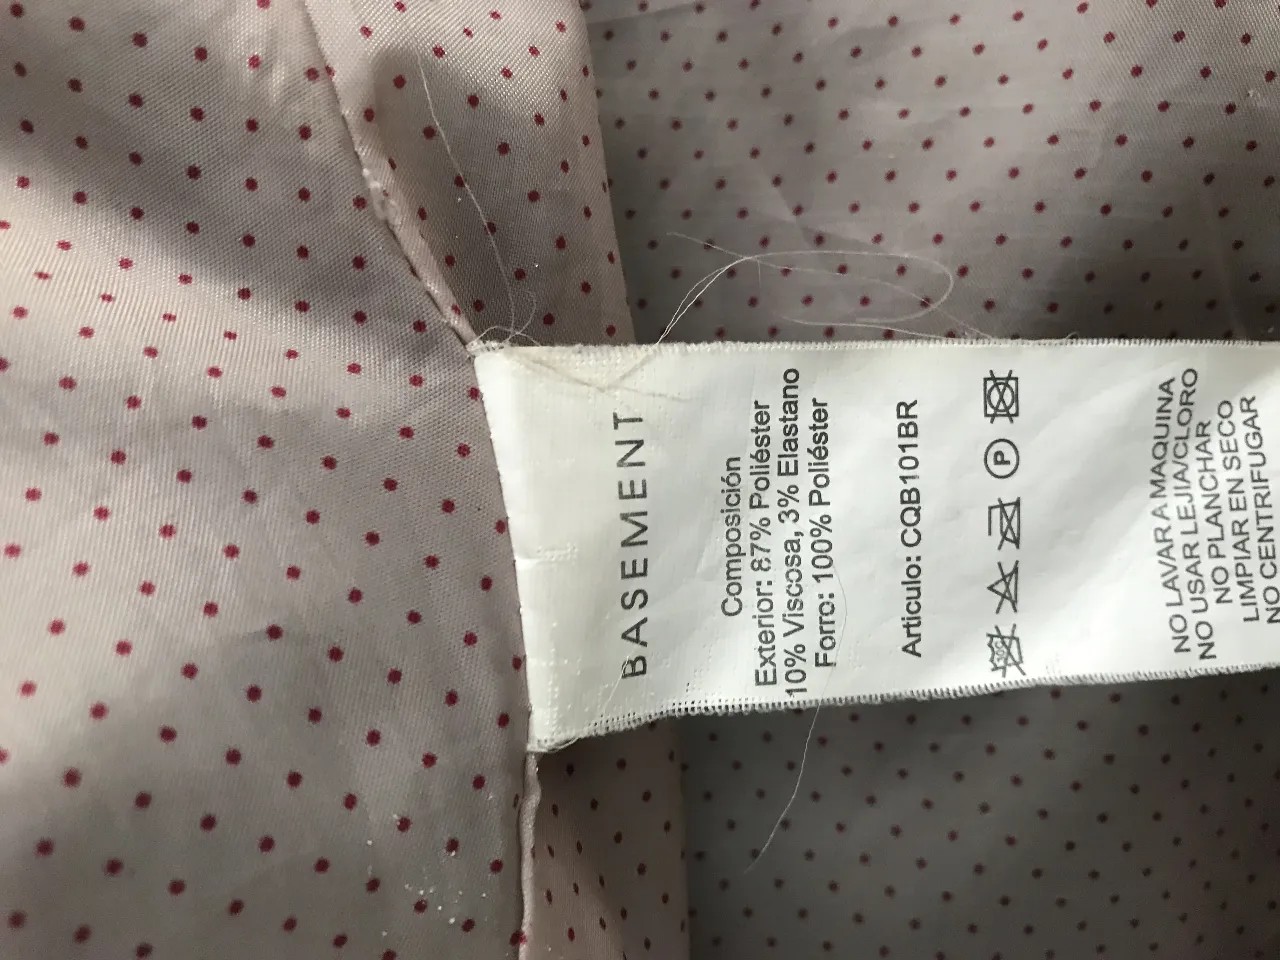 BASEMENT
Composición
Exterior: 87% Poliéster
10% Viscosa, 3% Elastano
Forro: 100% Poliéster
Articulo: CQB101BR
P
NO LAVAR A MAQUINA
NO USAR LEJIA/CLORO
NO PLANCHAR
LIMPIAR EN SECO
NO CENTRIFUGAR